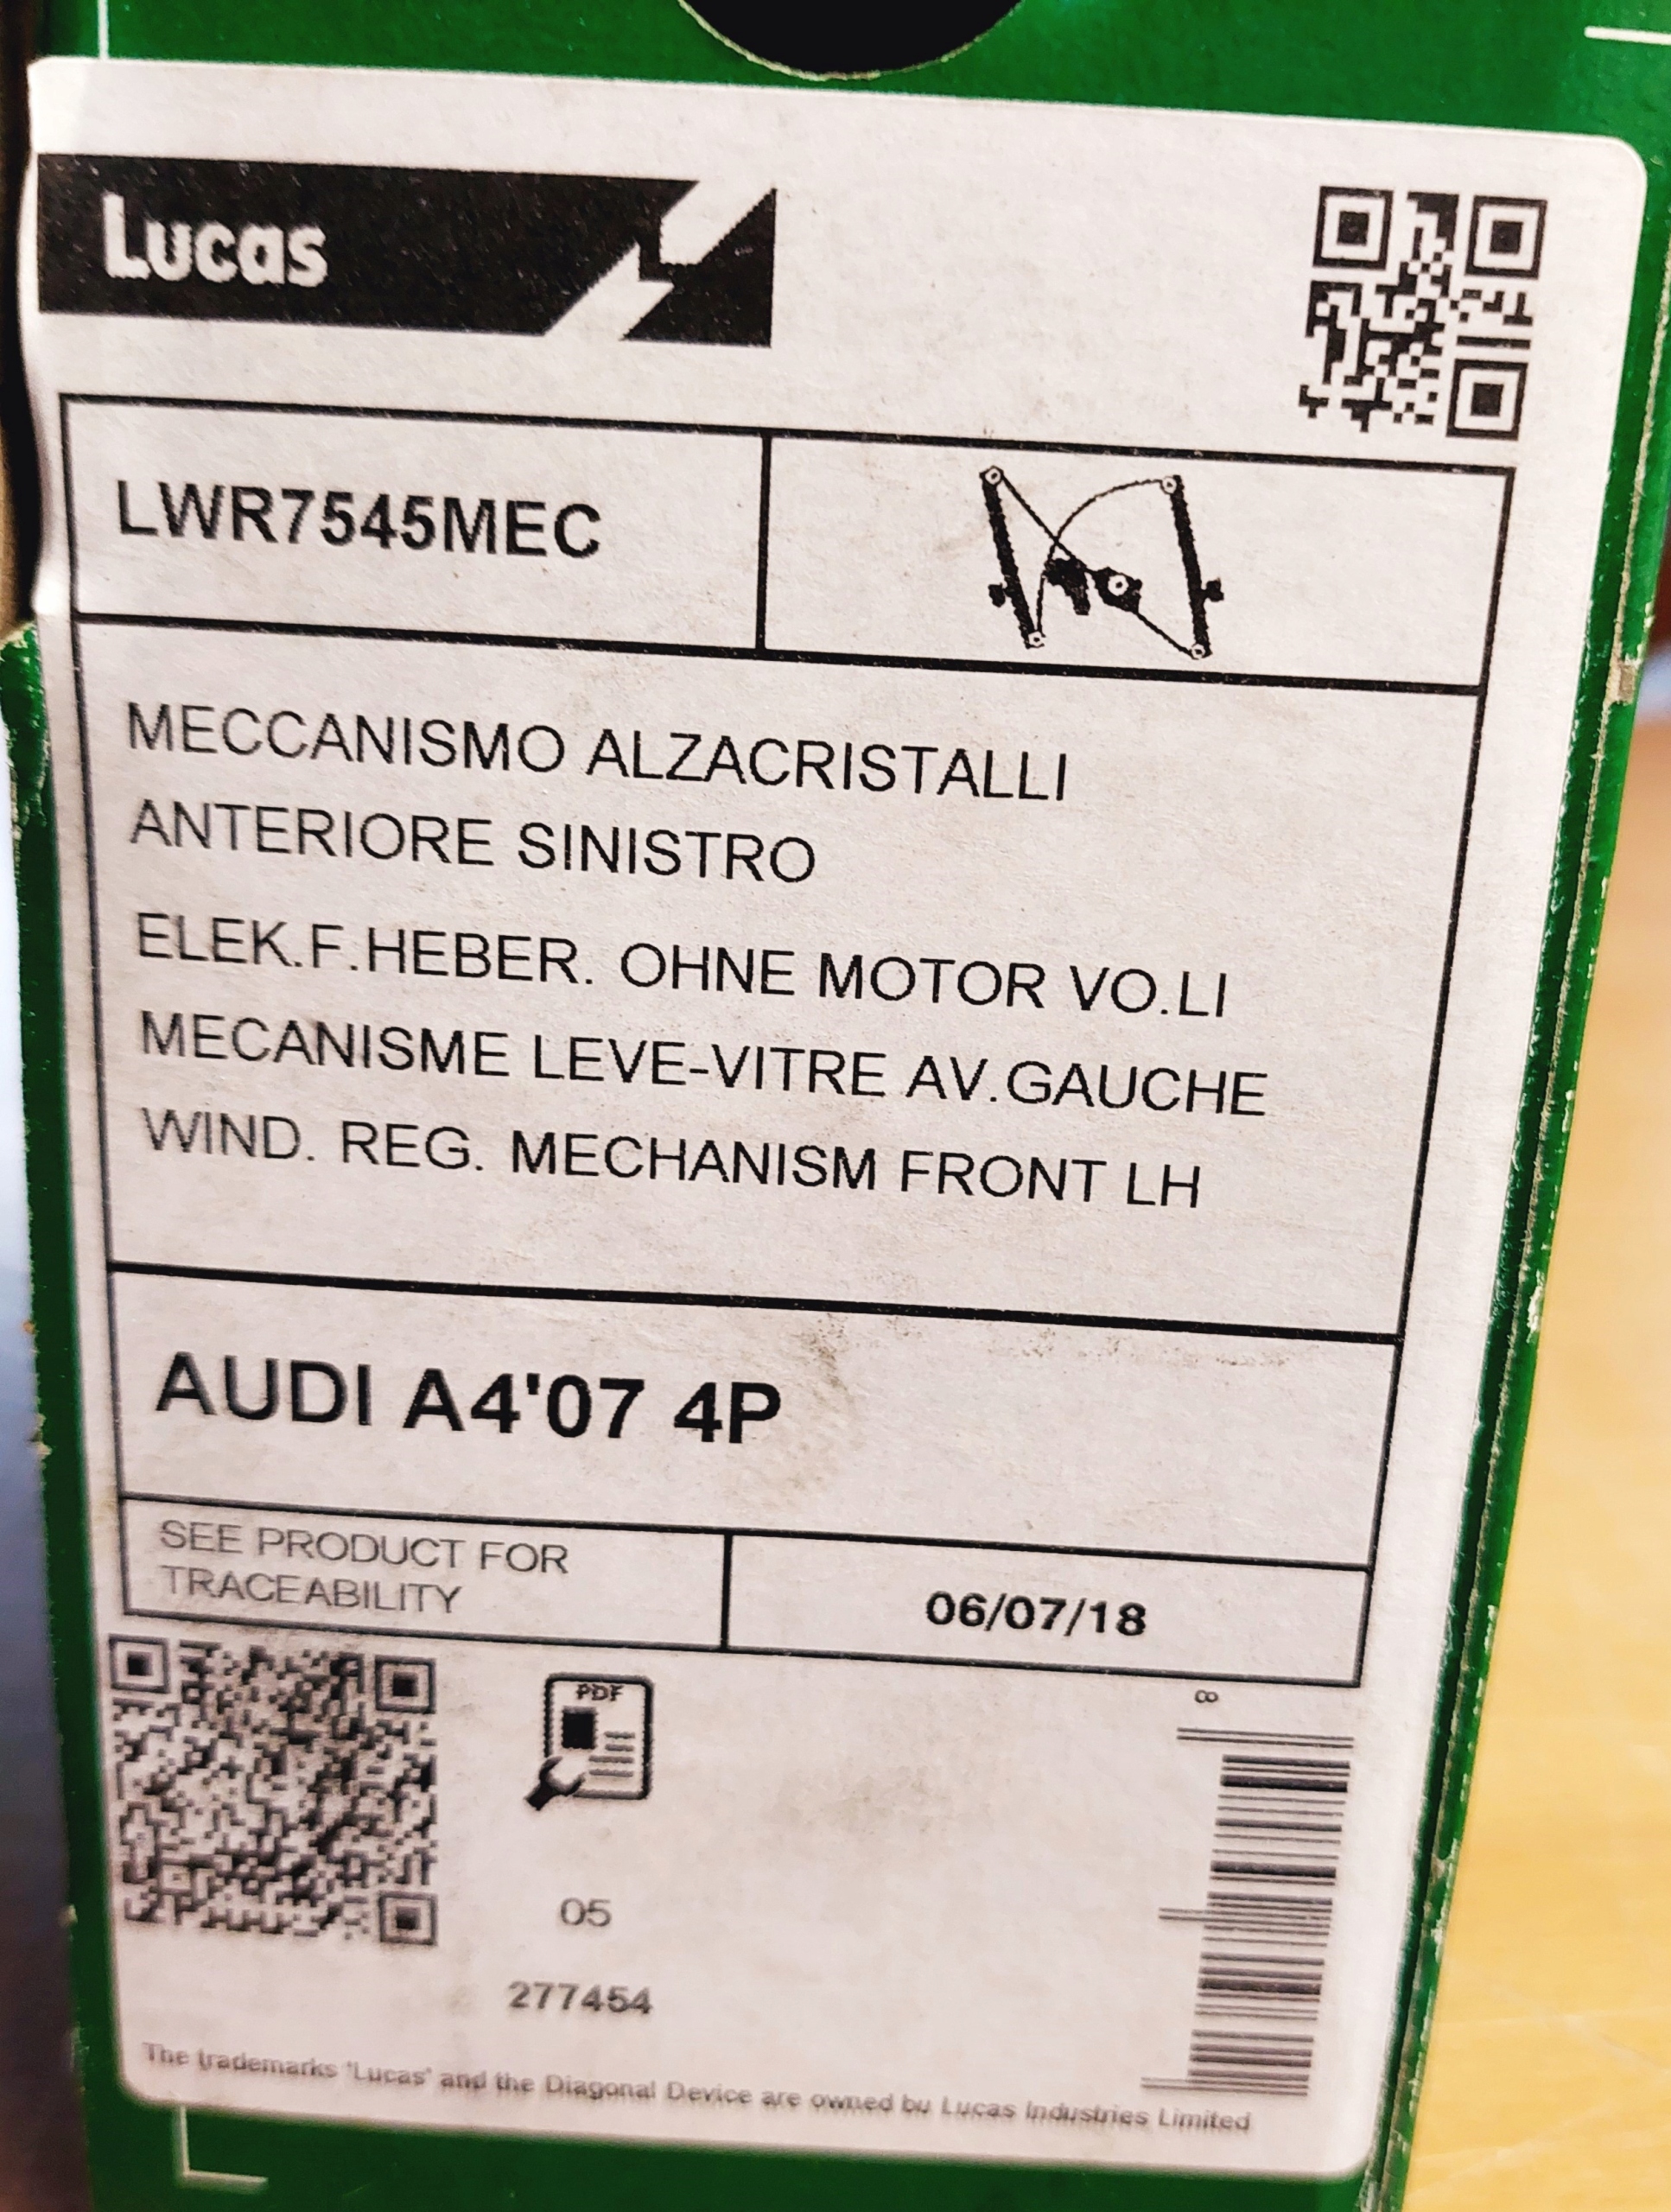 Lucas
LWR7545MEC
MECCANISMO ALZACRISTALLI
ANTERIORE SINISTRO
ELEK.F.HEBER. OHNE MOTOR VO.LI
MECANISME LEVE-VITRE AV.GAUCHE
WIND. REG. MECHANISM FRONT LH
AUDI A4'07 4P
SEE PRODUCT FOR
TRACEABILITY
06/07/18
PDF
8
05
277454
The trademarks 'Lucas' and the Diagonal Device are owned by Lucas Industries Limited